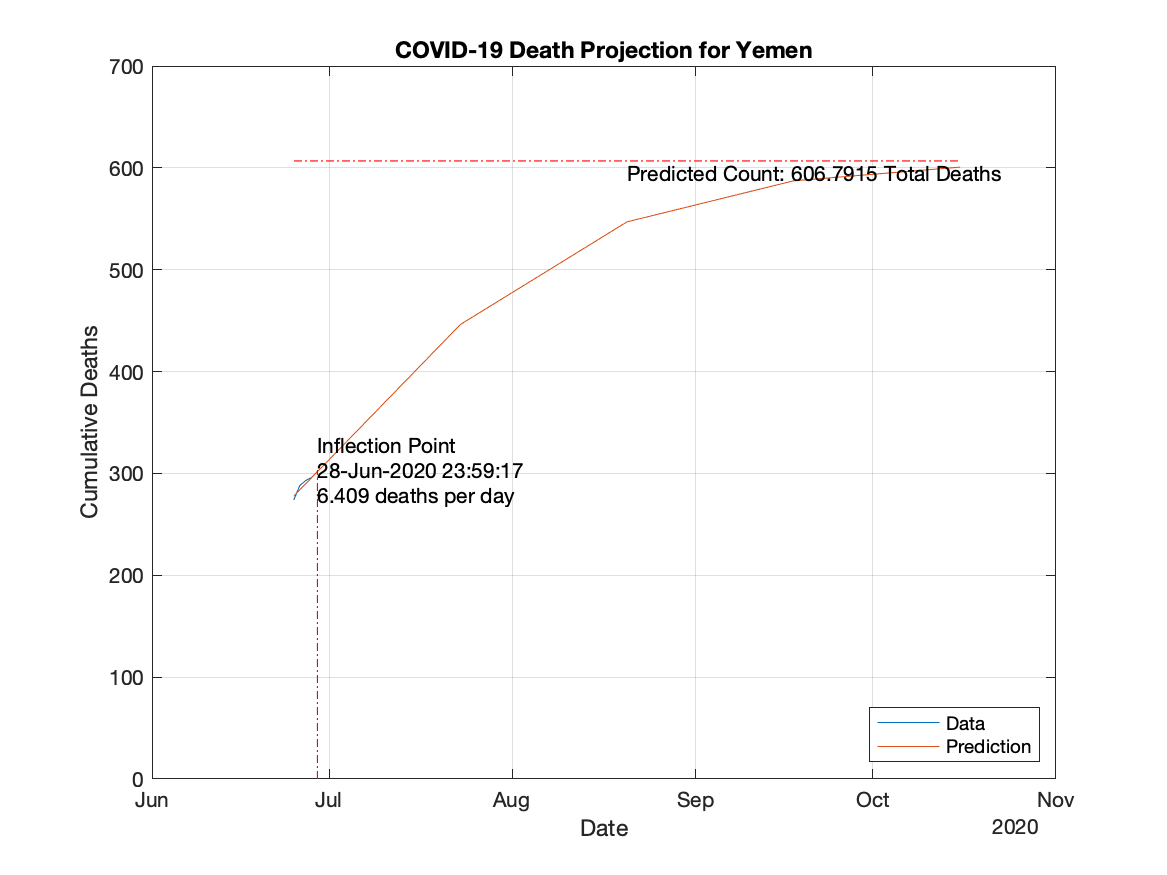 COVID-19 Death Projection for Yemen
700
600
500
400
300
200
100
0
Cumulative Deaths
Predicted Count: 606.7915 Total Deaths
Inflection Point
28-Jun-2020 23:59:17
6.409 deaths per day
Data
Prediction
Jun Jul Aug Sep Oct Nov
Date
2020